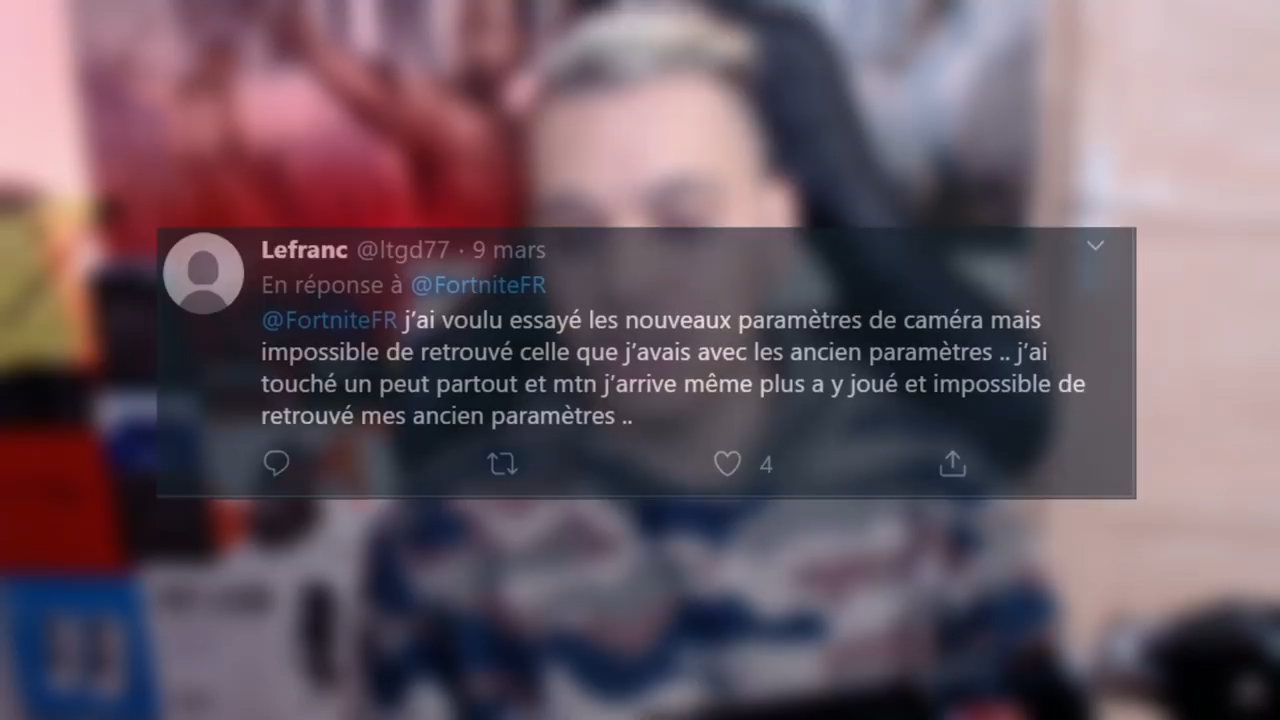 Lefranc @ltgd77 · 9 mars
En réponse à @FortniteFR
@FortniteFR j’ai voulu essayé les nouveaux paramètres de caméra mais
impossible de retrouvé celle que j’avais avec les ancien paramètres .. j’ai
touché un peut partout et mtn j’arrive même plus a y joué et impossible de
retrouvé mes ancien paramètres ..
4